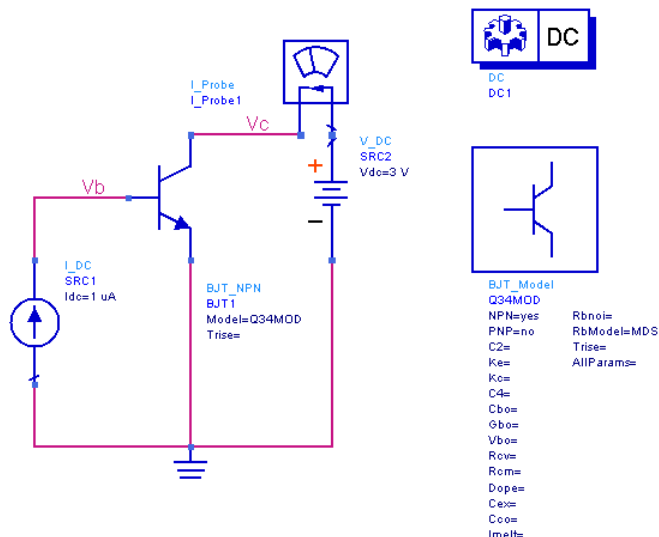 DC
DC
DC1
I_Probe
I_Probe1
Vc
V_DC
SRC2
Vdc=3 V
+
−
Vb
I_DC
SRC1
Idc=1 uA
BJT_NPN
BJT1
Model=Q34MOD
Trise=
BJT_Model
Q34MOD
NPN=yes Rbnoi=
PNP=no RbModel=MDS
C2= Trise=
Ke= AllParams=
Kc=
C4=
Cbo=
Gbo=
Vbo=
Rcv=
Rcm=
Dope=
Cex=
Cco=
Imelt=